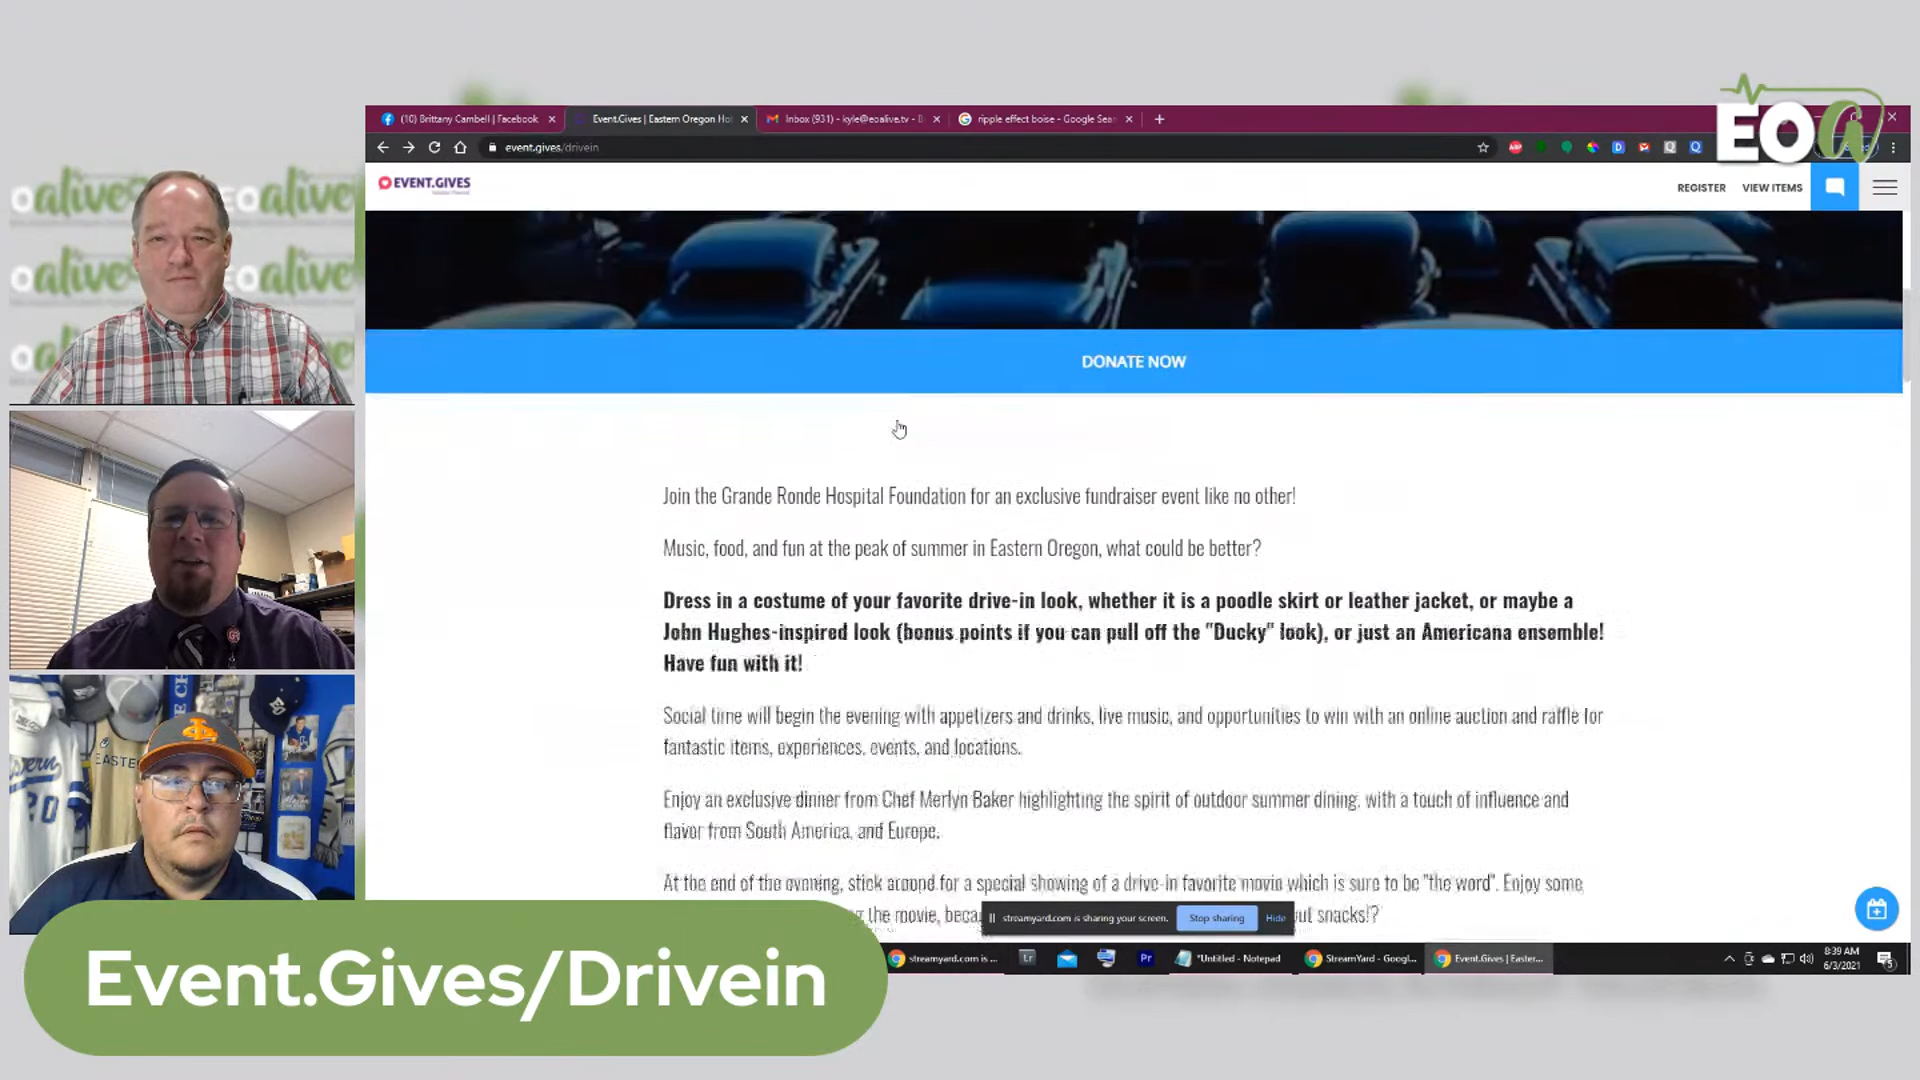 (10) Brittany Cambell | Facebook
Event.Gives | Eastern Oregon Ho
Inbox (931) - kyle@eoalive.tv -
ripple effect boise - Google Sea
event.gives/drivein
EO
EVENT.GIVES
REGISTER
VIEW ITEMS
alive
alive
alive
alive
DONATE NOW
Join the Grande Ronde Hospital Foundation for an exclusive fundraiser event like no other!
Music, food, and fun at the peak of summer in Eastern Oregon, what could be better?
Dress in a costume of your favorite drive-in look, whether it is a poodle skirt or leather jacket, or maybe a
John Hughes-inspired look (bonus points if you can pull off the "Ducky" look), or just an Americana ensemble!
Have fun with it!
Social time will begin the evening with appetizers and drinks, live music, and opportunities to win with an online auction and raffle for
fantastic items, experiences, events, and locations.
Enjoy an exclusive dinner from Chef Merlyn Baker highlighting the spirit of outdoor summer dining, with a touch of influence and
flavor from South America, and Europe.
At the end of the evening, stick around for a special showing of a drive-in favorite movie which is sure to be "the word". Enjoy some
the movie, beca
snacks!?
streamyard.com is sharing your screen.
Stop sharing
Hide
streamyard.com is ...
Lr
Pr
*Untitled - Notepad
StreamYard - Googl...
Event.Gives | Easter...
8:39 AM
6/3/2021
20
Event.Gives/Drivein